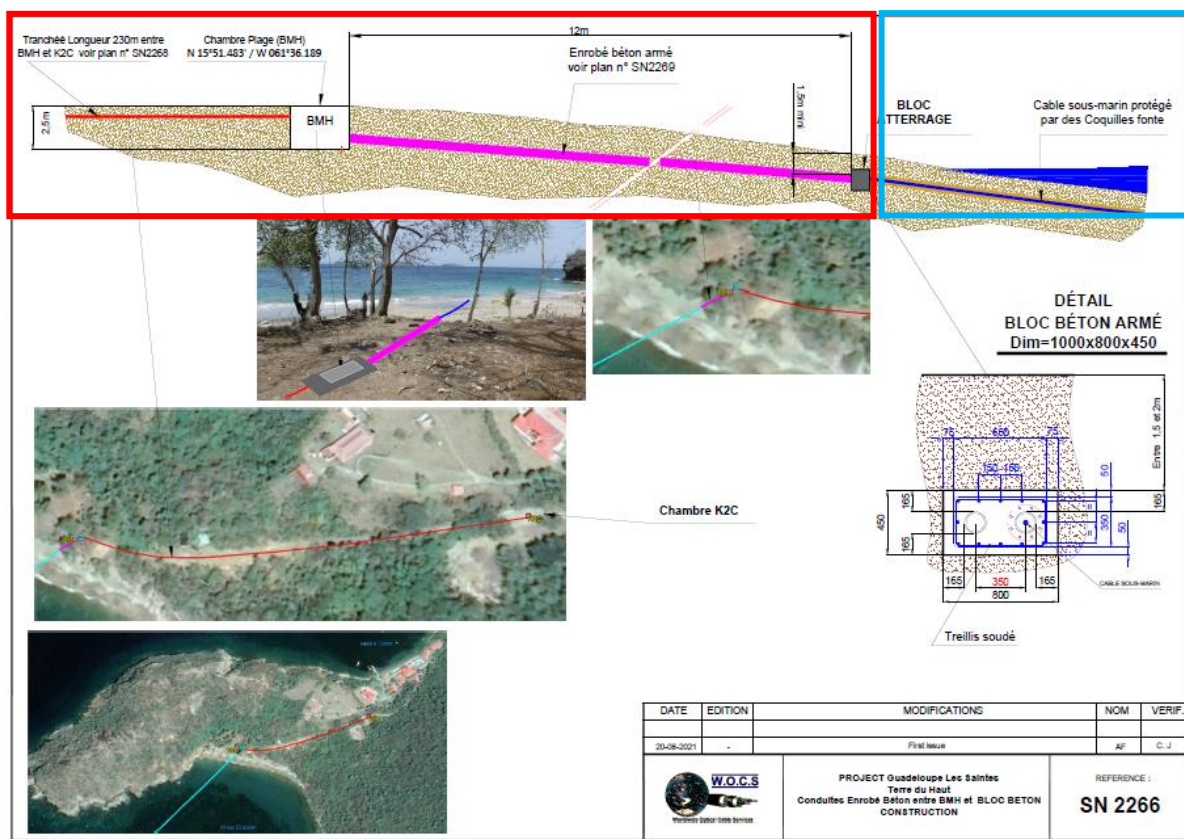 Tranchée Longueur 230m entre
BMH et K2C voir plan n° SN2268
Chambre Plage (BMH)
N 15°51.483' / W 061°36.189
12m
Enrobé béton armé
voir plan n° SN2269
1,5m mini
BLOC
ATTERRAGE
Cable sous-marin protégé
par des Coquilles fonte
2,5m
BMH
DÉTAIL
BLOC BÉTON ARMÉ
Dim=1000x800x450
Entre 1,5 et 2m
75
650
75
150
150
50
165
165
450
350
50
165
165
350
165
800
CABLE SOUS-MARIN
Treillis soudé
Chambre K2C
DATE EDITION MODIFICATIONS NOM VERIF.
20-08-2021 - First issue AF C. J
W.O.C.S
Worldwide Optical Cable Services
PROJECT Guadeloupe Les Saintes
Terre du Haut
Conduites Enrobé Béton entre BMH et BLOC BETON
CONSTRUCTION
REFERENCE :
SN 2266